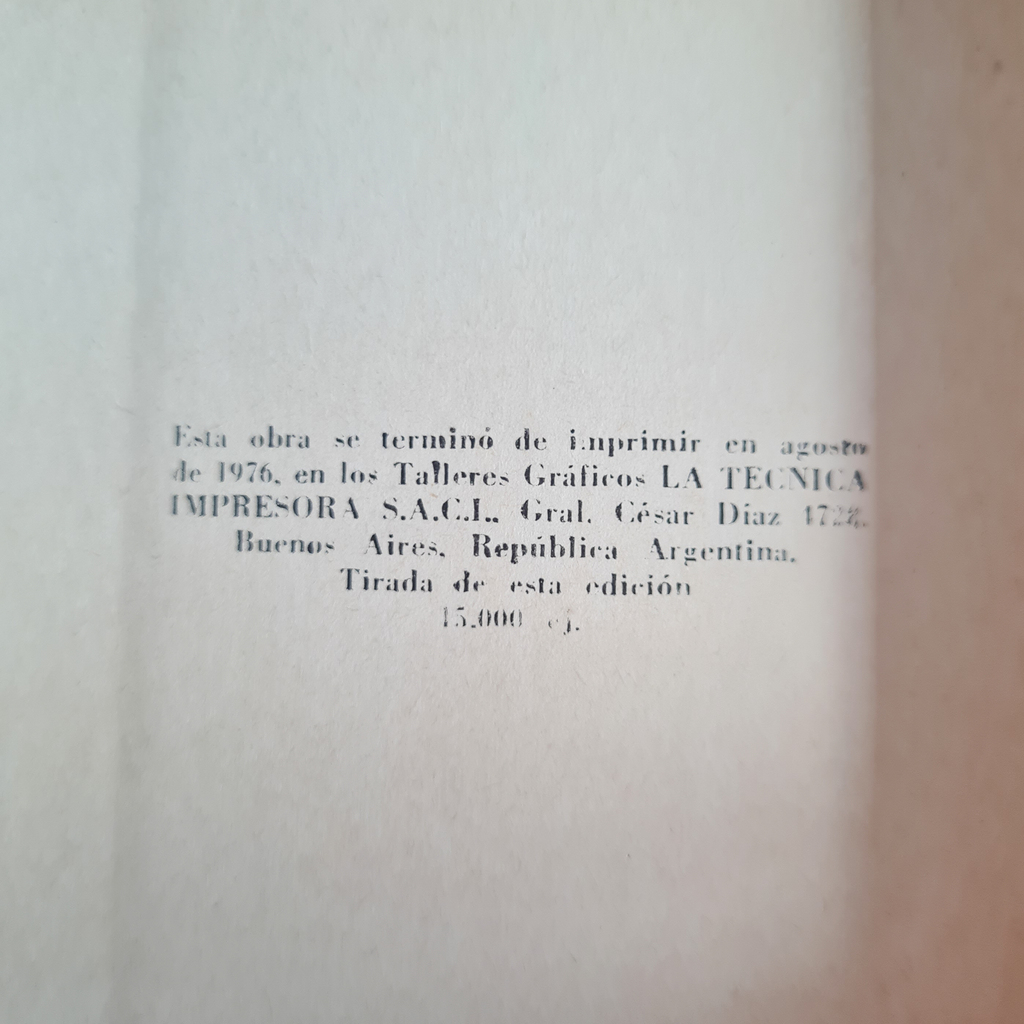 Esta obra se terminó de imprimir en agosto
de 1976, en los Talleres Gráficos LA TECNICA
IMPRESORA S.A.C.I., Gral. César Díaz 4728,
Buenos Aires, República Argentina.
Tirada de esta edición
15.000 ej.